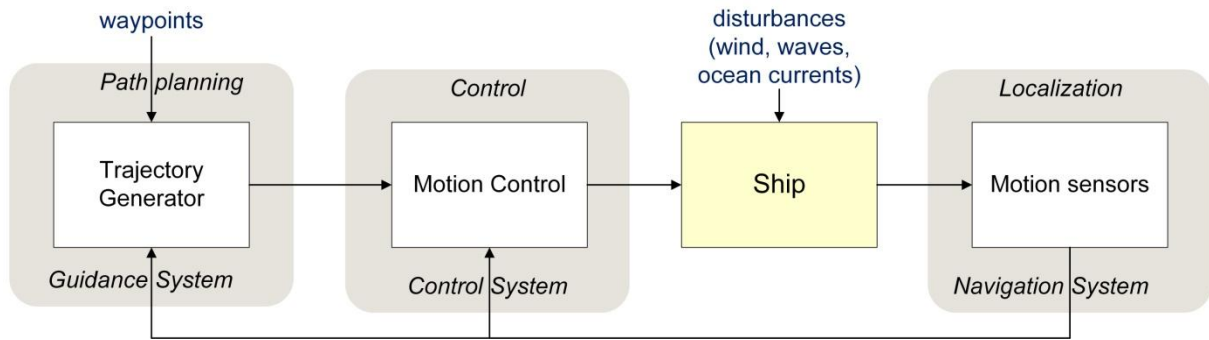 waypoints
disturbances
(wind, waves,
ocean currents)
Path planning
Control
Localization
Trajectory
Generator
Motion Control
Ship
Motion sensors
Guidance System
Control System
Navigation System